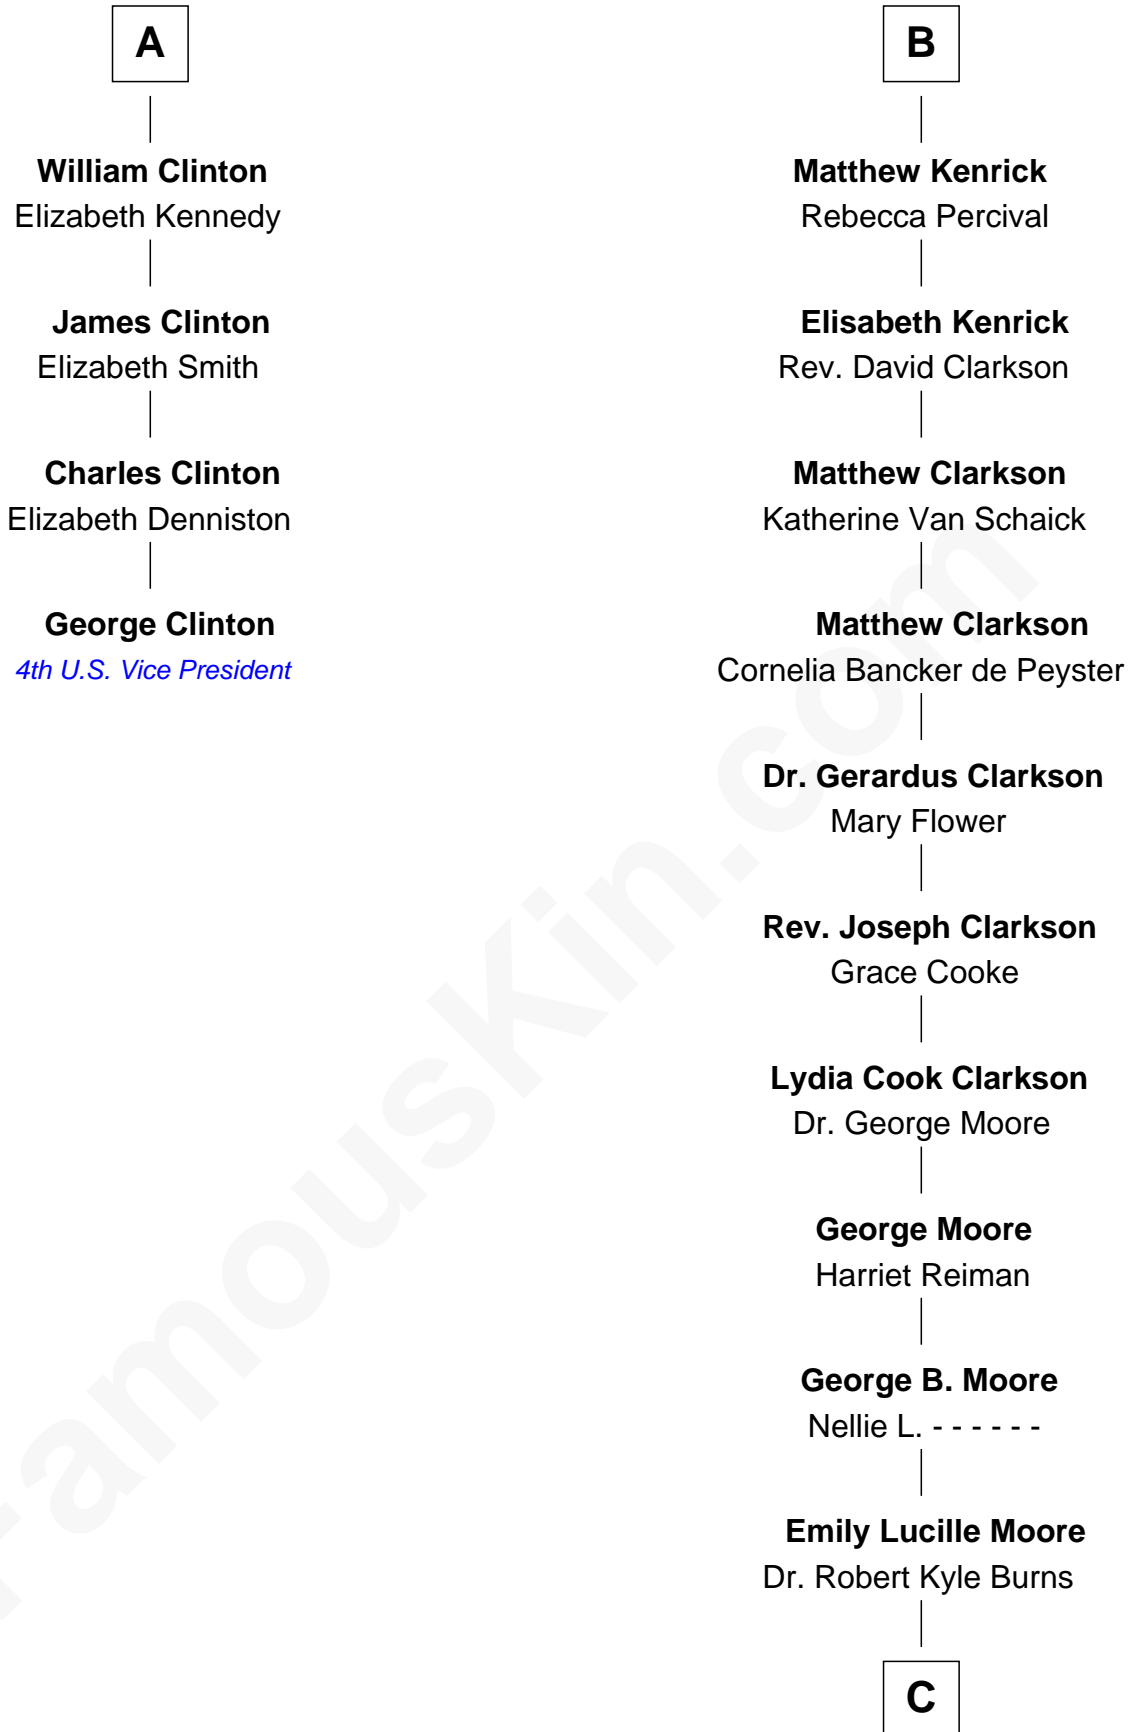 A
William Clinton
Elizabeth Kennedy
James Clinton
Elizabeth Smith
Charles Clinton
Elizabeth Denniston
George Clinton
4th U.S. Vice President
B
Matthew Kenrick
Rebecca Percival
Elisabeth Kenrick
Rev. David Clarkson
Matthew Clarkson
Katherine Van Schaick
Matthew Clarkson
Cornelia Bancker de Peyster
Dr. Gerardus Clarkson
Mary Flower
Rev. Joseph Clarkson
Grace Cooke
Lydia Cook Clarkson
Dr. George Moore
George Moore
Harriet Reiman
George B. Moore
Nellie L. - - - - - -
Emily Lucille Moore
Dr. Robert Kyle Burns
C
FamousKin.com